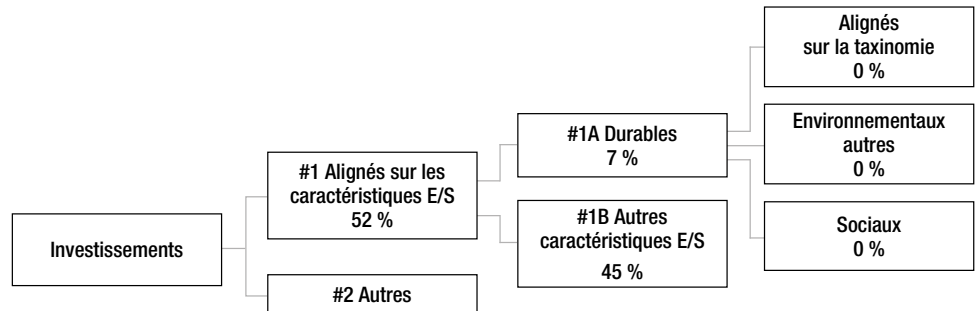 Alignés
sur la taxinomie
0 %
#1A Durables
7 %
Environnementaux
autres
0 %
#1 Alignés sur les
caractéristiques E/S
52 %
#1B Autres
caractéristiques E/S
45 %
Sociaux
0 %
Investissements
#2 Autres